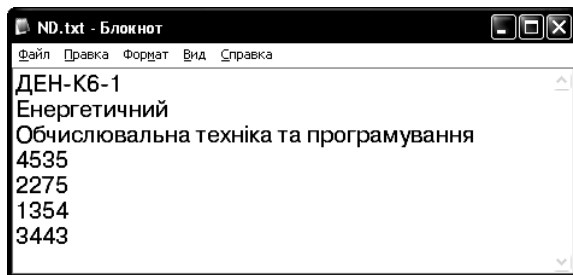 ND.txt - Блокнот
Файл Правка Формат Вид Справка
ДЕН-К6-1
Енергетичний
Обчислювальна техніка та програмування
4535
2275
1354
3443